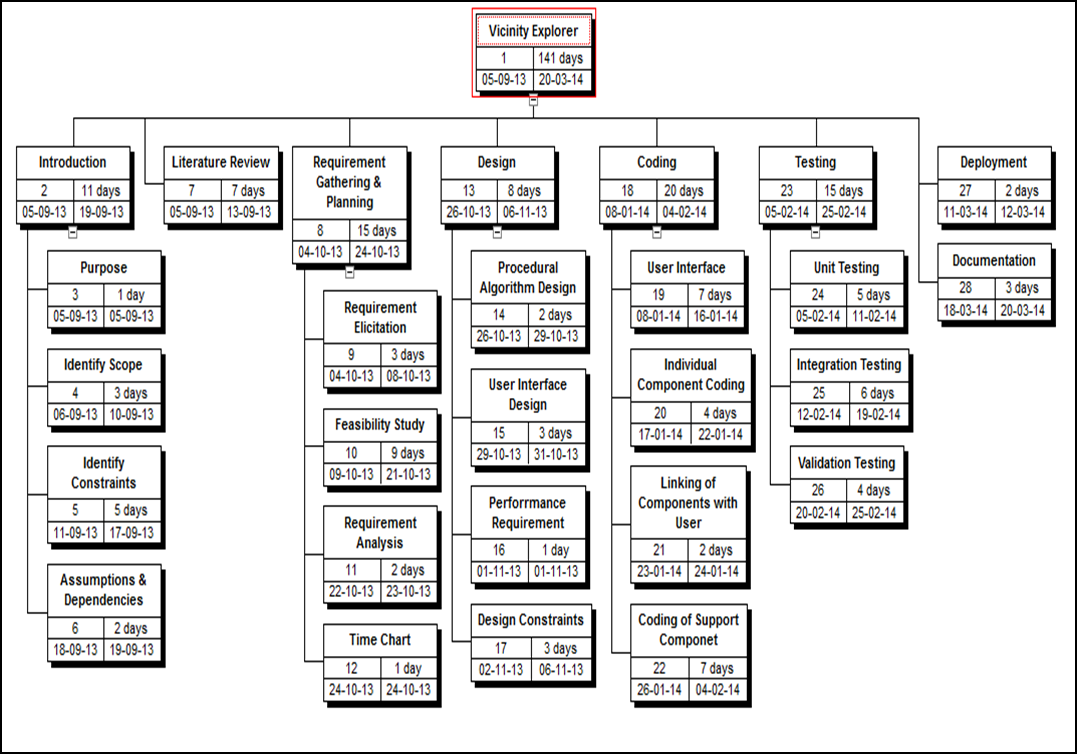 Vicinity Explorer
1 141 days
05-09-13 20-03-14
Introduction
2 11 days
05-09-13 19-09-13
Purpose
3 1 day
05-09-13 05-09-13
Identify Scope
4 3 days
06-09-13 10-09-13
Identify
Constraints
5 5 days
11-09-13 17-09-13
Assumptions &
Dependencies
6 2 days
18-09-13 19-09-13
Literature Review
7 7 days
05-09-13 13-09-13
Requirement
Gathering &
Planning
8 15 days
04-10-13 24-10-13
Requirement
Elicitation
9 3 days
04-10-13 08-10-13
Feasibility Study
10 9 days
09-10-13 21-10-13
Requirement
Analysis
11 2 days
22-10-13 23-10-13
Time Chart
12 1 day
24-10-13 24-10-13
Design
13 8 days
26-10-13 06-11-13
Procedural
Algorithm Design
14 2 days
26-10-13 29-10-13
User Interface
Design
15 3 days
29-10-13 31-10-13
Perforrmance
Requirement
16 1 day
01-11-13 01-11-13
Design Constraints
17 3 days
02-11-13 06-11-13
Coding
18 20 days
08-01-14 04-02-14
User Interface
19 7 days
08-01-14 16-01-14
Individual
Component Coding
20 4 days
17-01-14 22-01-14
Linking of
Components with
User
21 2 days
23-01-14 24-01-14
Coding of Support
Componet
22 7 days
26-01-14 04-02-14
Testing
23 15 days
05-02-14 25-02-14
Unit Testing
24 5 days
05-02-14 11-02-14
Integration Testing
25 6 days
12-02-14 19-02-14
Validation Testing
26 4 days
20-02-14 25-02-14
Deployment
27 2 days
11-03-14 12-03-14
Documentation
28 3 days
18-03-14 20-03-14